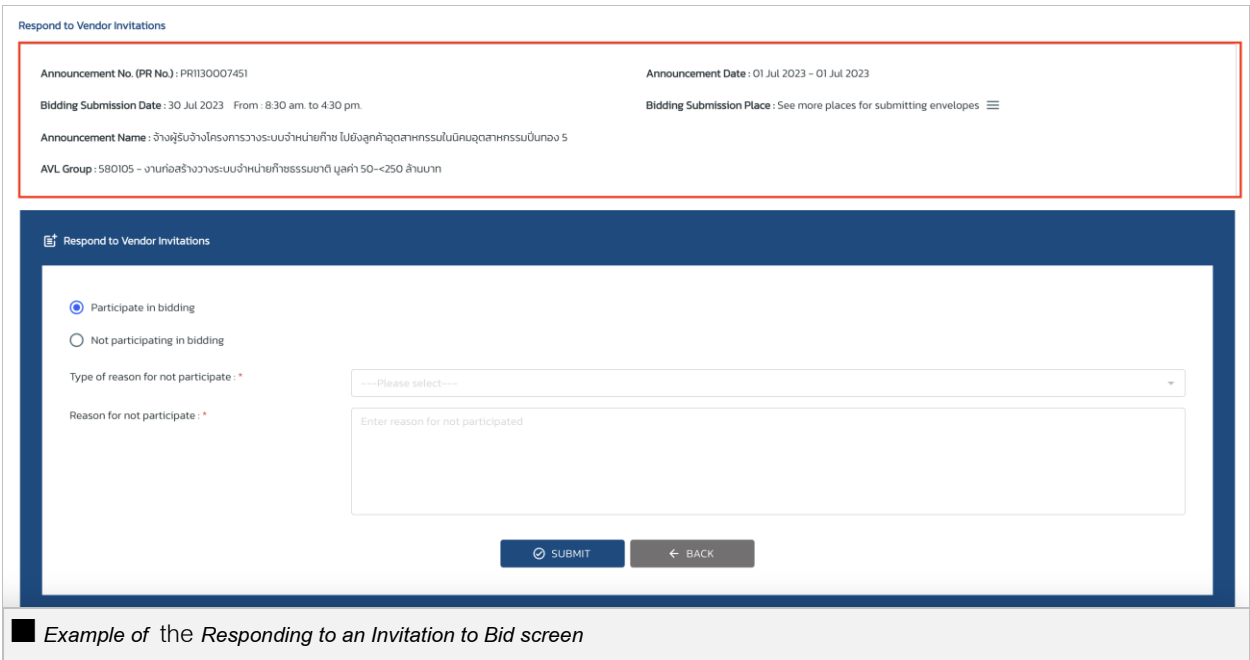 Respond to Vendor Invitations
Announcement No. (PR No.) : PR1130007451
Announcement Date : 01 Jul 2023 - 01 Jul 2023
Bidding Submission Date : 30 Jul 2023 From : 8:30 am. to 4:30 pm.
Bidding Submission Place : See more places for submitting envelopes
Announcement Name : จ้างผู้รับจ้างโครงการวางระบบจำหน่ายก๊าซ ไปยังลูกค้าอุตสาหกรรมในนิคมอุตสาหกรรมปิ่นทอง 5
AVL Group : 580105 - งานก่อสร้างวางระบบจำหน่ายก๊าซธรรมชาติ มูลค่า 50-<250 ล้านบาท
Respond to Vendor Invitations
Participate in bidding
Not participating in bidding
Type of reason for not participate : *
----Please select----
Reason for not participate : *
Enter reason for not participated
SUBMIT
BACK
Example of the Responding to an Invitation to Bid screen